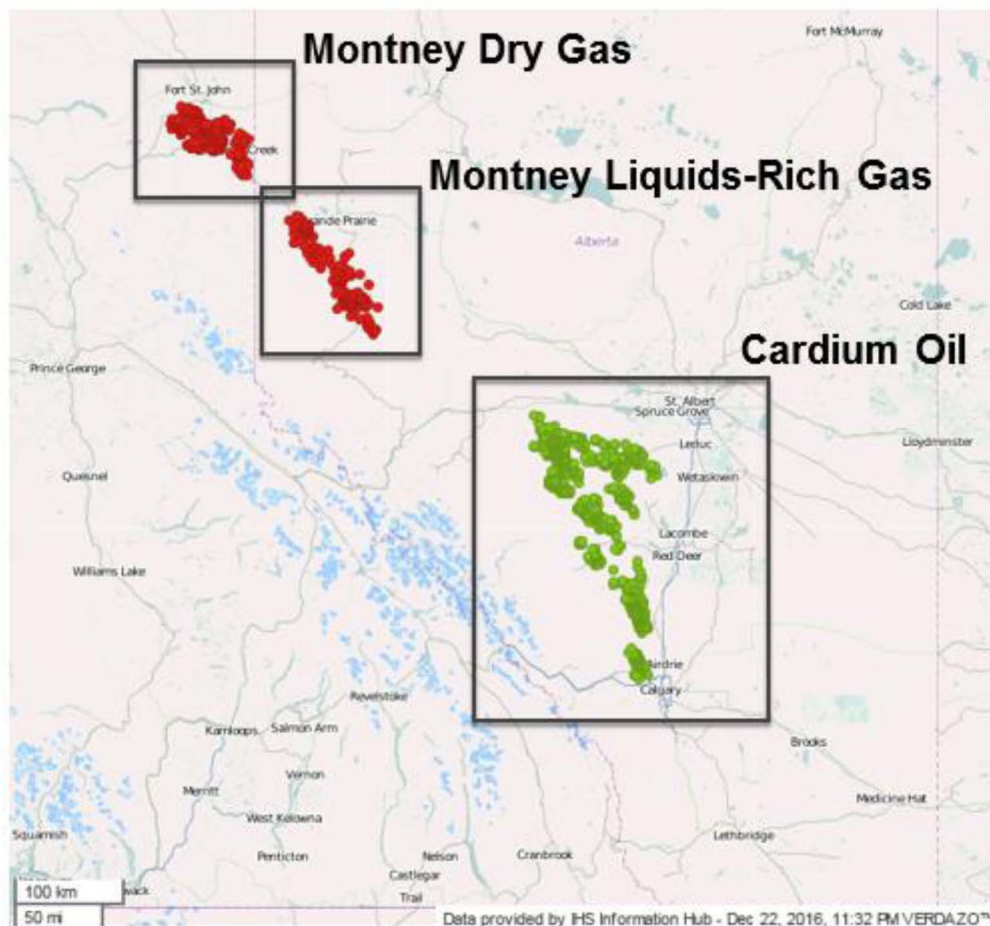 Fort McMurray
Montney Dry Gas
Fort St. John
Creek
Montney Liquids-Rich Gas
rande Prairie
Alberta
Cold Lake
Cardium Oil
Prince George
St. Albert
Spruce Grove
Leduc
Lloydminster
Quesnel
Wetaskiwin
Lacombe
Red Deer
Williams Lake
Airdrie
Calgary
Revelstoke
Kamloops
Salmon Arm
Brooks
Vernon
Merritt
Medicine Hat
West Kelowna
Squamish
Lethbridge
Penticton
Nelson
Cranbrook
Castlegar
Trail
100 km
wack
50 mi
Data provided by IHS Information Hub - Dec 22, 2016, 11:32 PM VERDAZO™